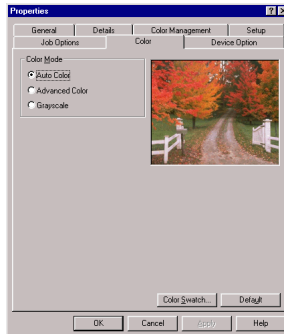 Properties
General Details Color Management Setup
Job Options Color Device Option
Color Mode
Auto Color
Advanced Color
Grayscale
Color Swatch... Default
OK Cancel Apply Help